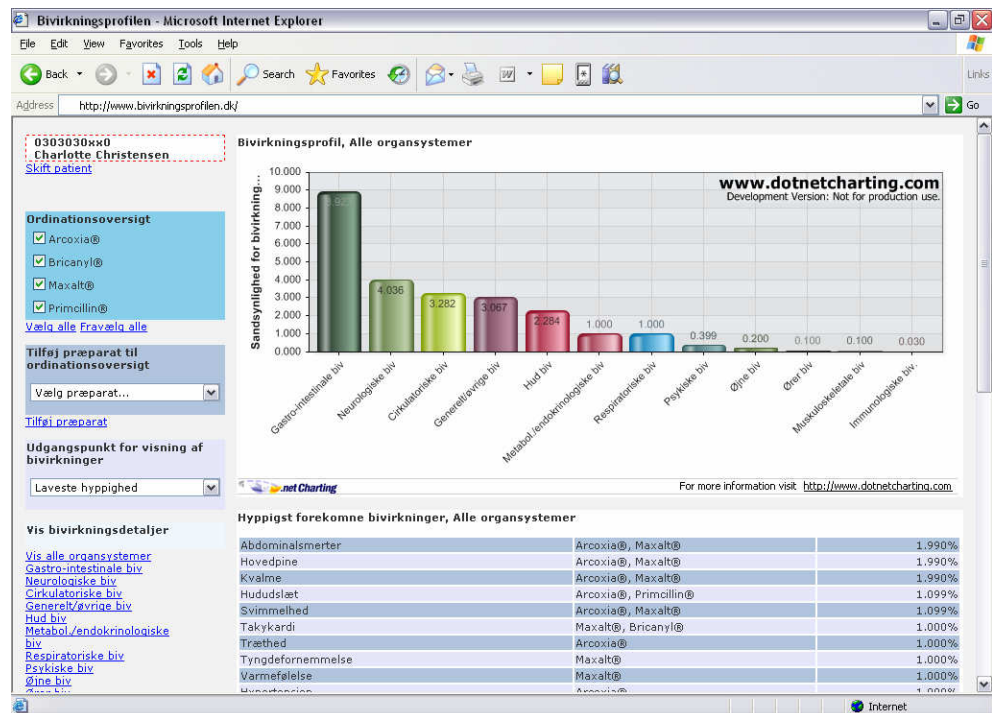 Bivirkningsprofilen - Microsoft Internet Explorer
File Edit View Favorites Tools Help
Back Search Favorites Links
Address http://www.bivirkningsprofilen.dk/ Go
0303030xx0
Charlotte Christensen
Skift patient
Ordinationsoversigt
Arcoxia®
Bricanyl®
Maxalt®
Primcillin®
Vælg alle Fravælg alle
Tilføj præparat til
ordinationsoversigt
Vælg præparat...
Tilføj præparat
Udgangspunkt for visning af
bivirkninger
Laveste hyppighed
Vis bivirkningsdetaljer
Vis alle organsystemer
Gastro-intestinale biv
Neurologiske biv
Cirkulatoriske biv
Generelt/øvrige biv
Hud biv
Metabol./endokrinologiske
biv
Respiratoriske biv
Psykiske biv
Øjne biv
Ører biv
Bivirkningsprofil, Alle organsystemer
www.dotnetcharting.com
Development Version: Not for production use.
Sandsynlighed for bivirkning...
10.000
9.000
8.000
7.000
6.000
5.000
4.000
3.000
2.000
1.000
0.000
4.036
3.282
3.067
2.284
1.000
1.000
0.399
0.200
0.100
0.100
0.030
Gastro-intestinale biv
Neurologiske biv
Cirkulatoriske biv
Generelt/øvrige biv
Hud biv
Metabol./endokrinologiske biv
Respiratoriske biv
Psykiske biv
Øjne biv
Ører biv
Muskuloskeletale biv
Immunologiske biv.
.net Charting
For more information visit http://www.dotnetcharting.com
Hyppigst forekomne bivirkninger, Alle organsystemer
Abdominalsmerter Arcoxia®, Maxalt® 1.990%
Hovedpine Arcoxia®, Maxalt® 1.990%
Kvalme Arcoxia®, Maxalt® 1.990%
Hududslæt Arcoxia®, Primcillin® 1.099%
Svimmelhed Arcoxia®, Maxalt® 1.099%
Takykardi Maxalt®, Bricanyl® 1.000%
Træthed Arcoxia® 1.000%
Tyngdefornemmelse Maxalt® 1.000%
Varmefølelse Maxalt® 1.000%
Hypertension Arcoxia® 1.000%
Internet